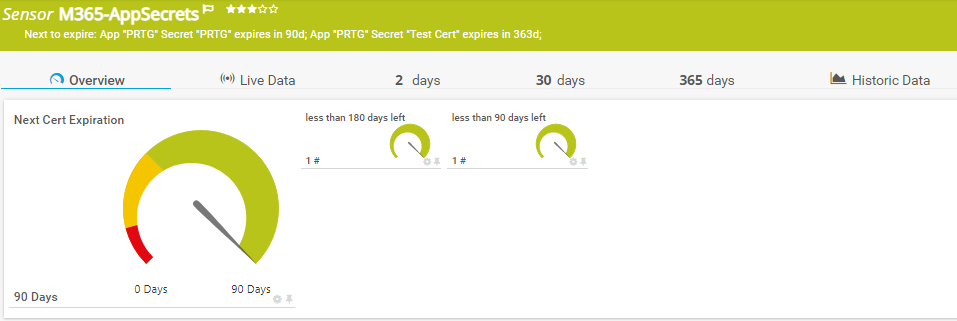 Sensor M365-AppSecrets
Next to expire: App "PRTG" Secret "PRTG" expires in 90d; App "PRTG" Secret "Test Cert" expires in 363d;
Overview
Live Data
2 days
30 days
365 days
Historic Data
Next Cert Expiration
0 Days
90 Days
90 Days
less than 180 days left
1 #
less than 90 days left
1 #